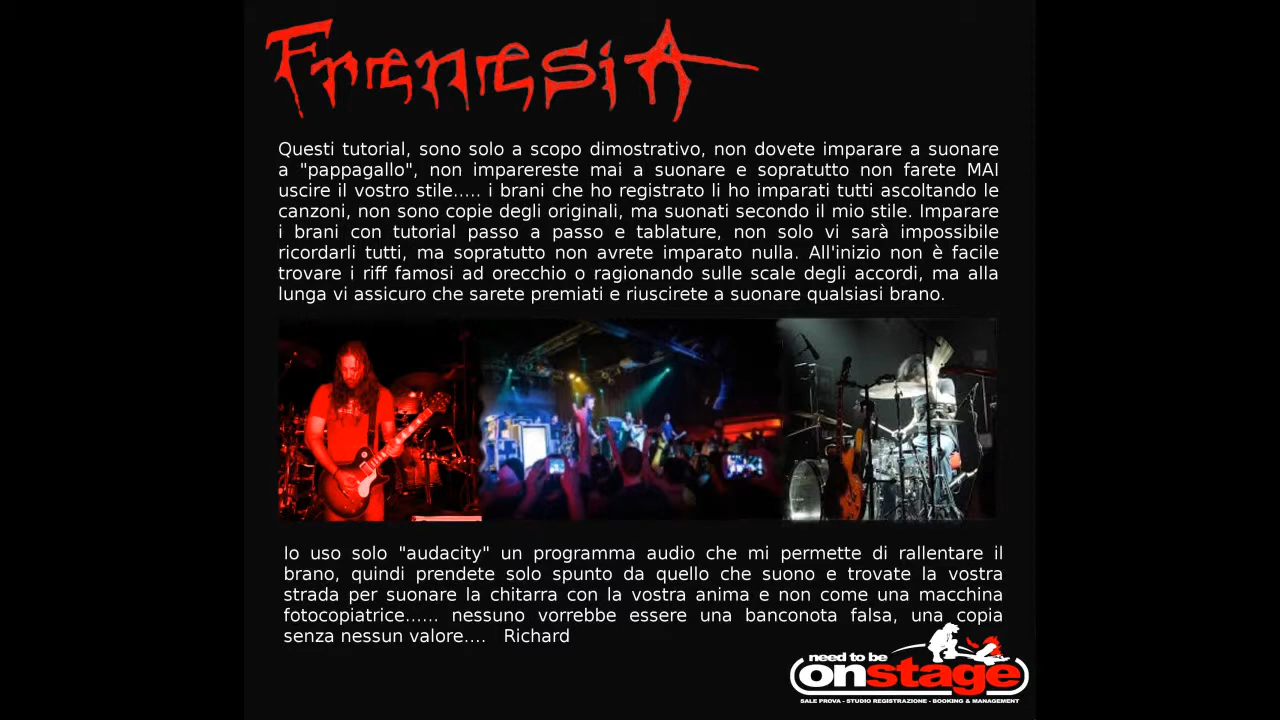 FrenesiA
Questi tutorial, sono solo a scopo dimostrativo, non dovete imparare a suonare
a "pappagallo", non imparereste mai a suonare e sopratutto non farete MAI
uscire il vostro stile..... i brani che ho registrato li ho imparati tutti ascoltando le
canzoni, non sono copie degli originali, ma suonati secondo il mio stile. Imparare
i brani con tutorial passo a passo e tablature, non solo vi sarà impossibile
ricordarli tutti, ma sopratutto non avrete imparato nulla. All'inizio non è facile
trovare i riff famosi ad orecchio o ragionando sulle scale degli accordi, ma alla
lunga vi assicuro che sarete premiati e riuscirete a suonare qualsiasi brano.
Io uso solo "audacity" un programma audio che mi permette di rallentare il
brano, quindi prendete solo spunto da quello che suono e trovate la vostra
strada per suonare la chitarra con la vostra anima e non come una macchina
fotocopiatrice...... nessuno vorrebbe essere una banconota falsa, una copia
senza nessun valore.... Richard
need to be
onstage
SALE PROVA - STUDIO REGISTRAZIONE - BOOKING & MANAGEMENT